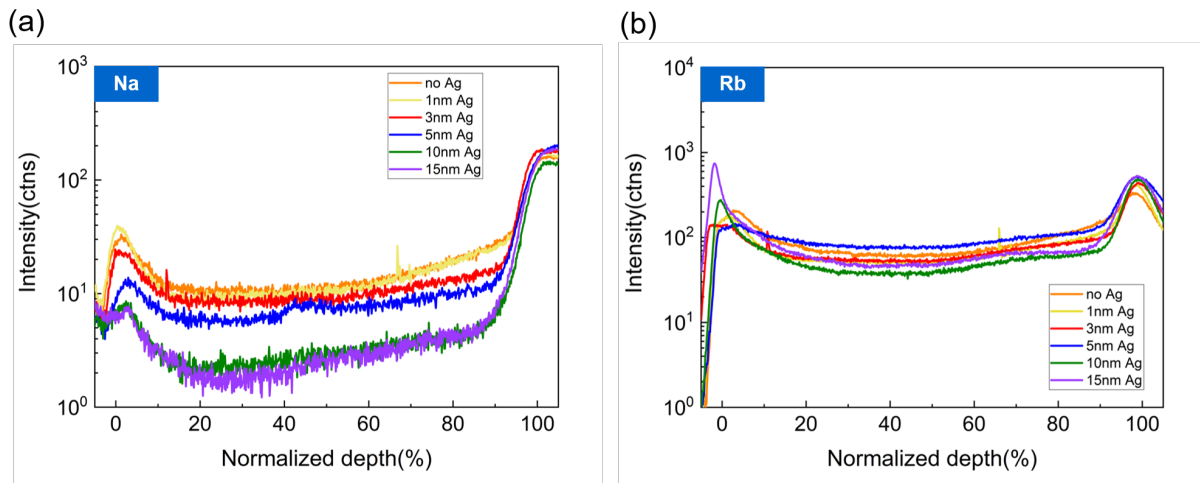 (a)
10³
Na
no Ag
1nm Ag
3nm Ag
5nm Ag
10nm Ag
15nm Ag
10²
10¹
10⁰
Intensity(ctns)
0 20 40 60 80 100
Normalized depth(%)
(b)
10⁴
Rb
10³
10²
10¹
10⁰
Intensity(ctns)
no Ag
1nm Ag
3nm Ag
5nm Ag
10nm Ag
15nm Ag
0 20 40 60 80 100
Normalized depth(%)